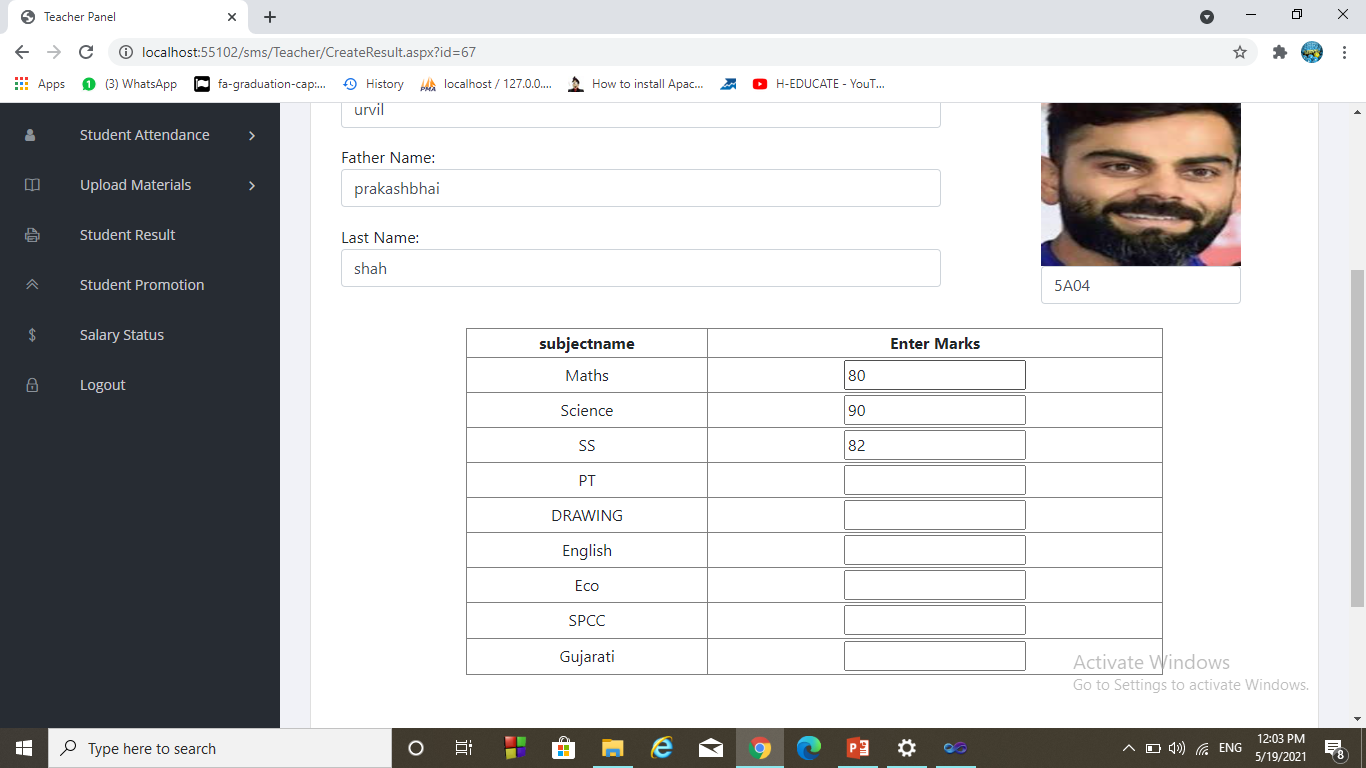 Teacher Panel
localhost:55102/sms/Teacher/CreateResult.aspx?id=67
Apps
1
(3) WhatsApp
fa-graduation-cap:...
History
PMA
localhost / 127.0.0....
How to install Apac...
H-EDUCATE - YouT...
Student Attendance
Upload Materials
Student Result
Student Promotion
$ Salary Status
Logout
urvil
Father Name:
prakashbhai
Last Name:
shah
5A04
subjectname Enter Marks
Maths 80
Science 90
SS 82
PT
DRAWING
English
Eco
SPCC
Gujarati
Activate Windows
Go to Settings to activate Windows.
Type here to search
ENG
12:03 PM
5/19/2021
8